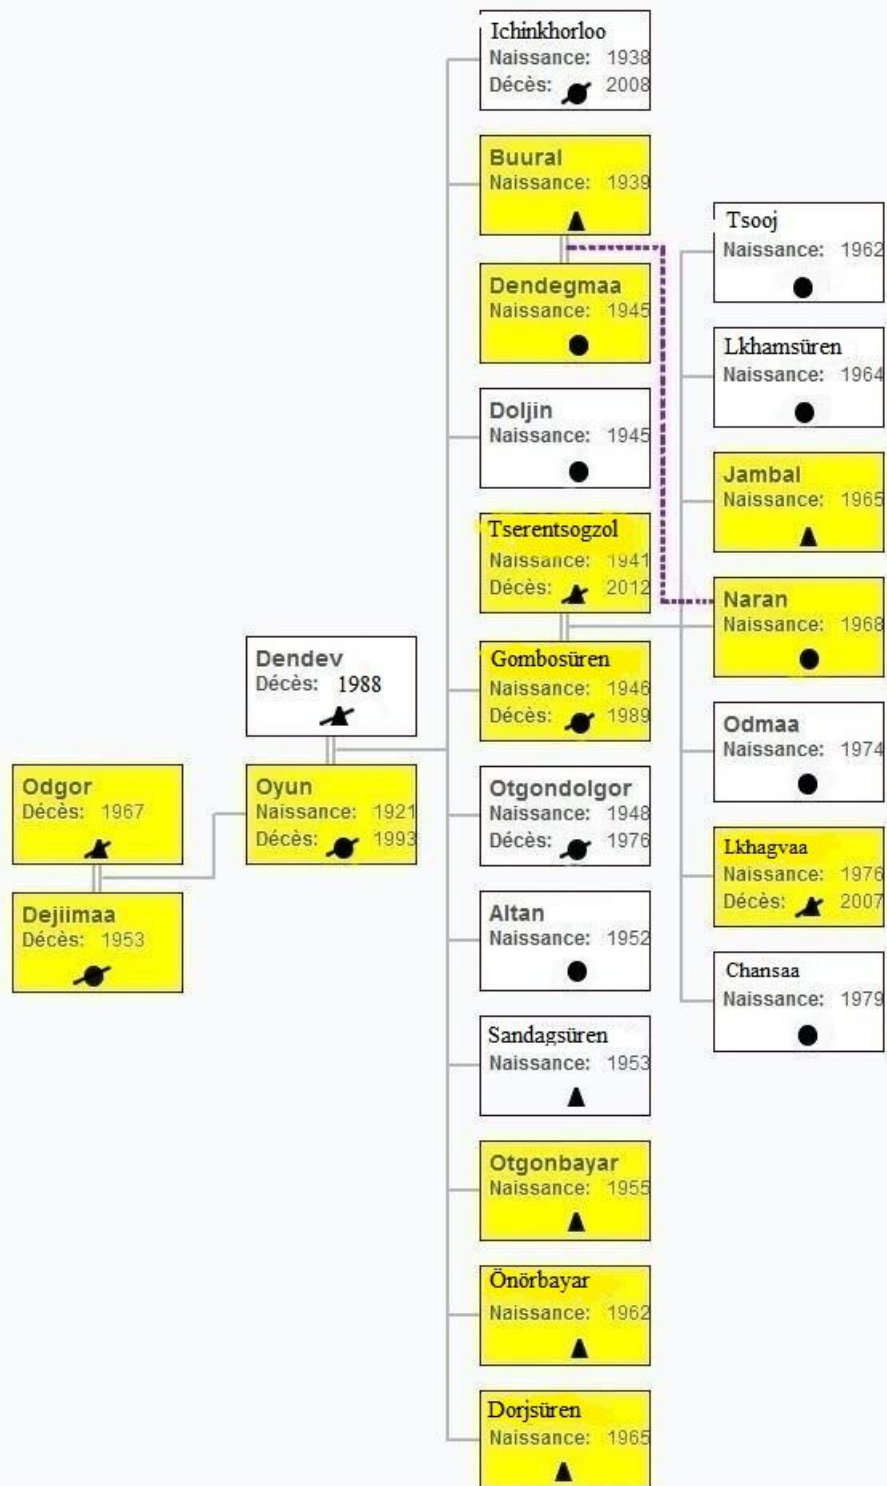 Odgor
Décès: 1967
Dejiimaa
Décès: 1953
Dendev
Décès: 1988
Oyun
Naissance: 1921
Décès: 1993
Ichinkhorloo
Naissance: 1938
Décès: 2008
Buural
Naissance: 1939
Dendegmaa
Naissance: 1945
Doljin
Naissance: 1945
Tserentsogzol
Naissance: 1941
Décès: 2012
Gombosüren
Naissance: 1946
Décès: 1989
Otgondolgor
Naissance: 1948
Décès: 1976
Altan
Naissance: 1952
Sandagsüren
Naissance: 1953
Otgonbayar
Naissance: 1955
Önörbayar
Naissance: 1962
Dorjsüren
Naissance: 1965
Tsooj
Naissance: 1962
Lkhamsüren
Naissance: 1964
Jambal
Naissance: 1965
Naran
Naissance: 1968
Odmaa
Naissance: 1974
Lkhagvaa
Naissance: 1976
Décès: 2007
Chansaa
Naissance: 1979